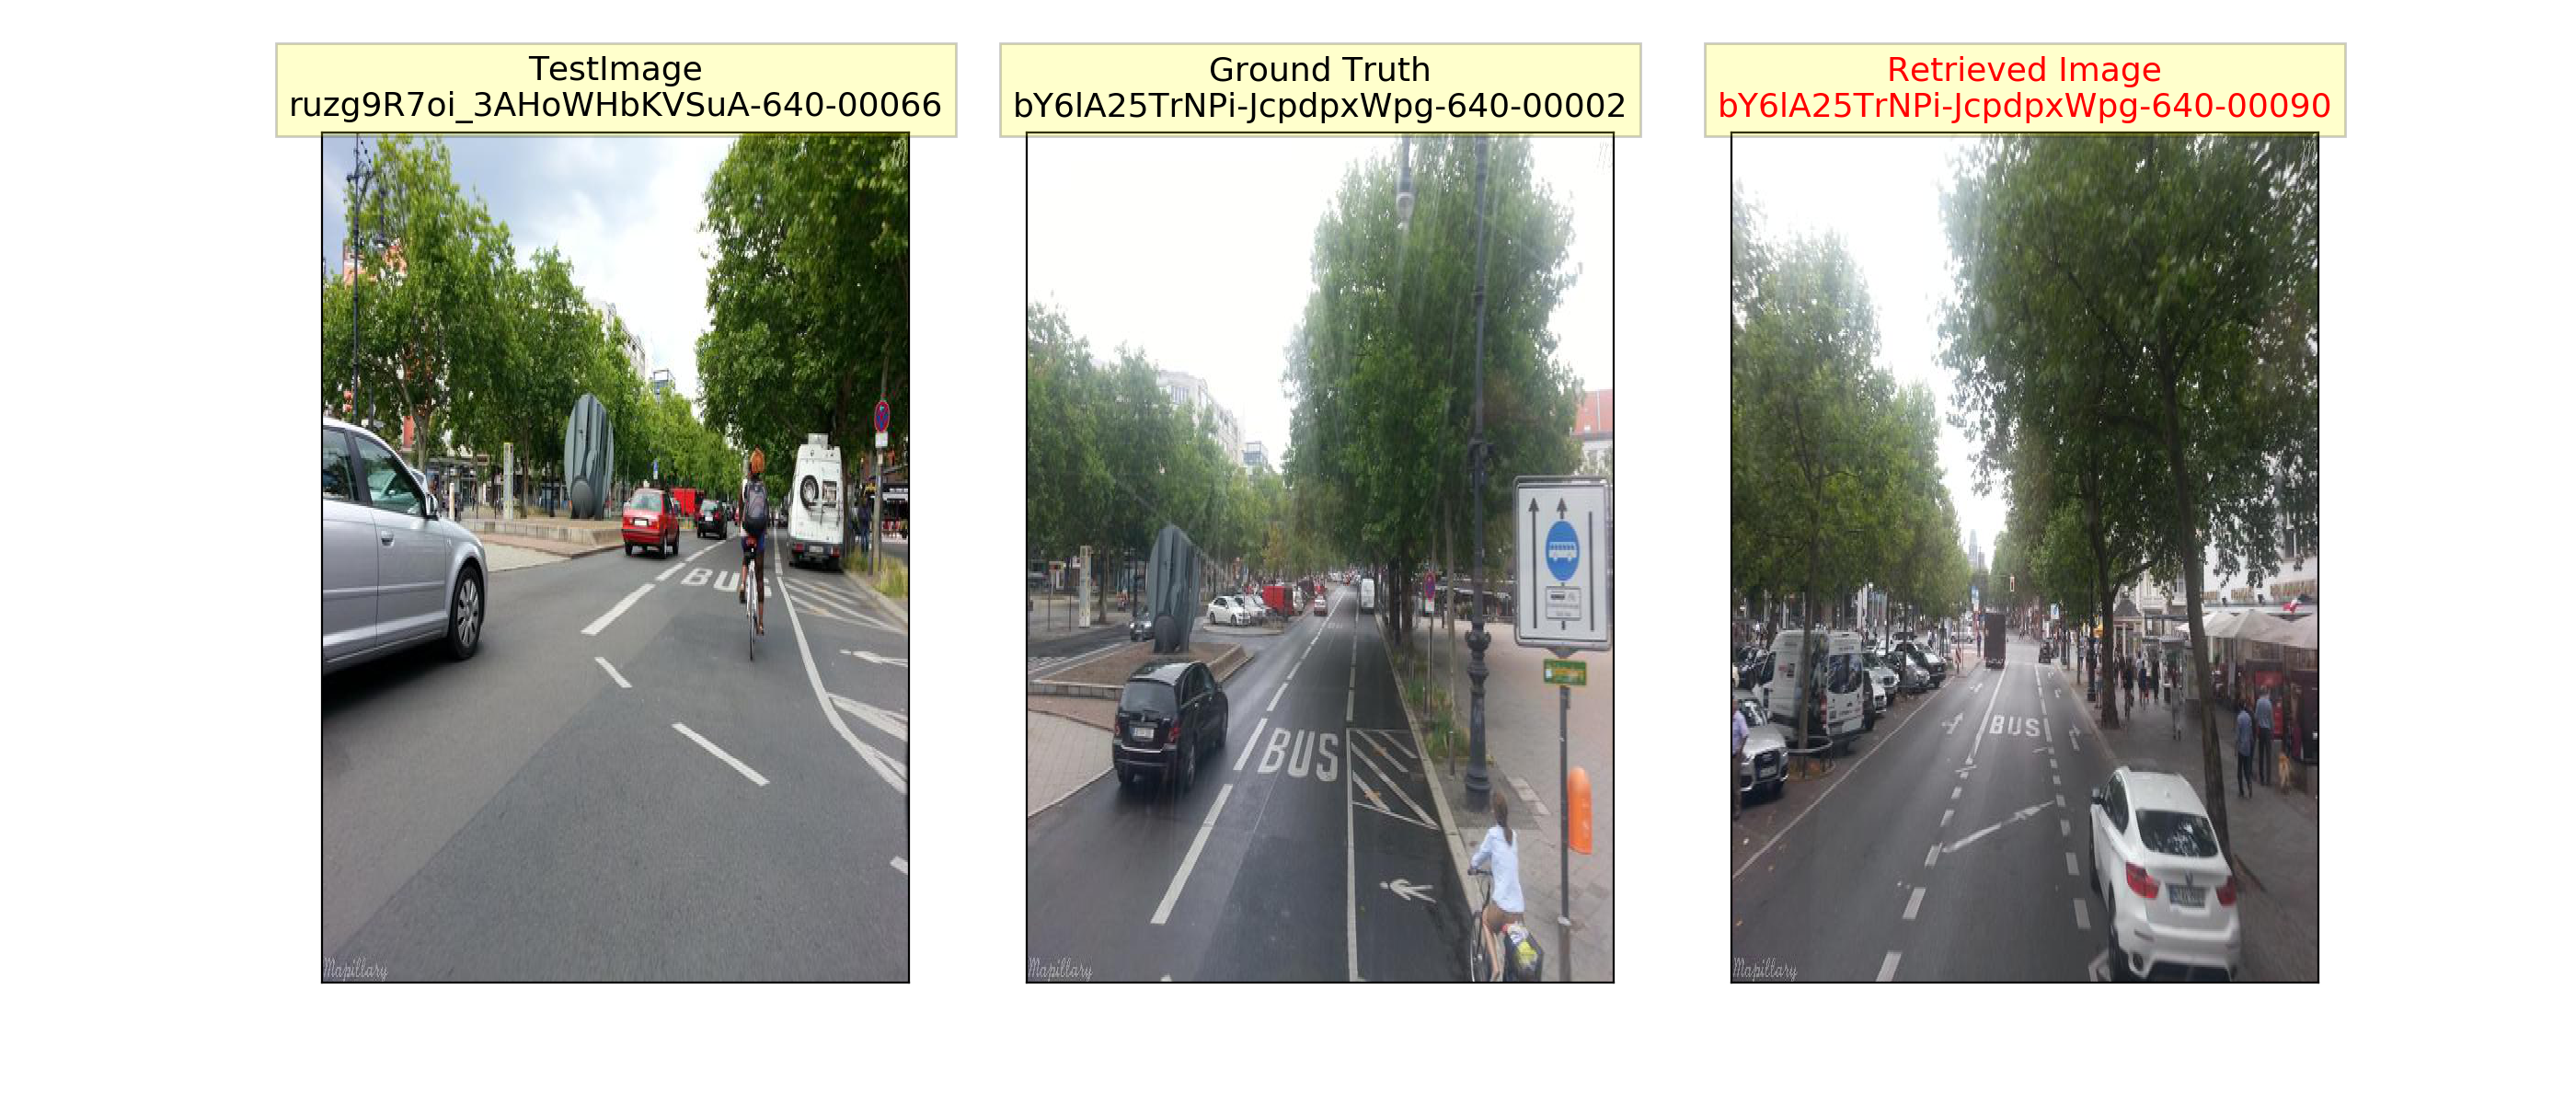 TestImage
ruzg9R7oi_3AHoWHbKVSuA-640-00066
Ground Truth
bY6lA25TrNPi-JcpdpxWpg-640-00002
Retrieved Image
bY6lA25TrNPi-JcpdpxWpg-640-00090
BUS
BUS
Mapillary
Mapillary
Mapillary